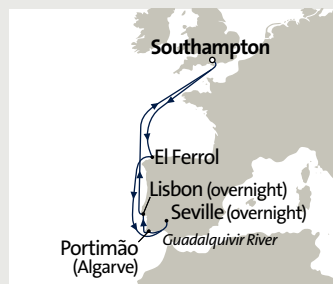 Southampton
El Ferrol
Lisbon (overnight)
Seville (overnight)
Guadalquivir River
Portimão
(Algarve)